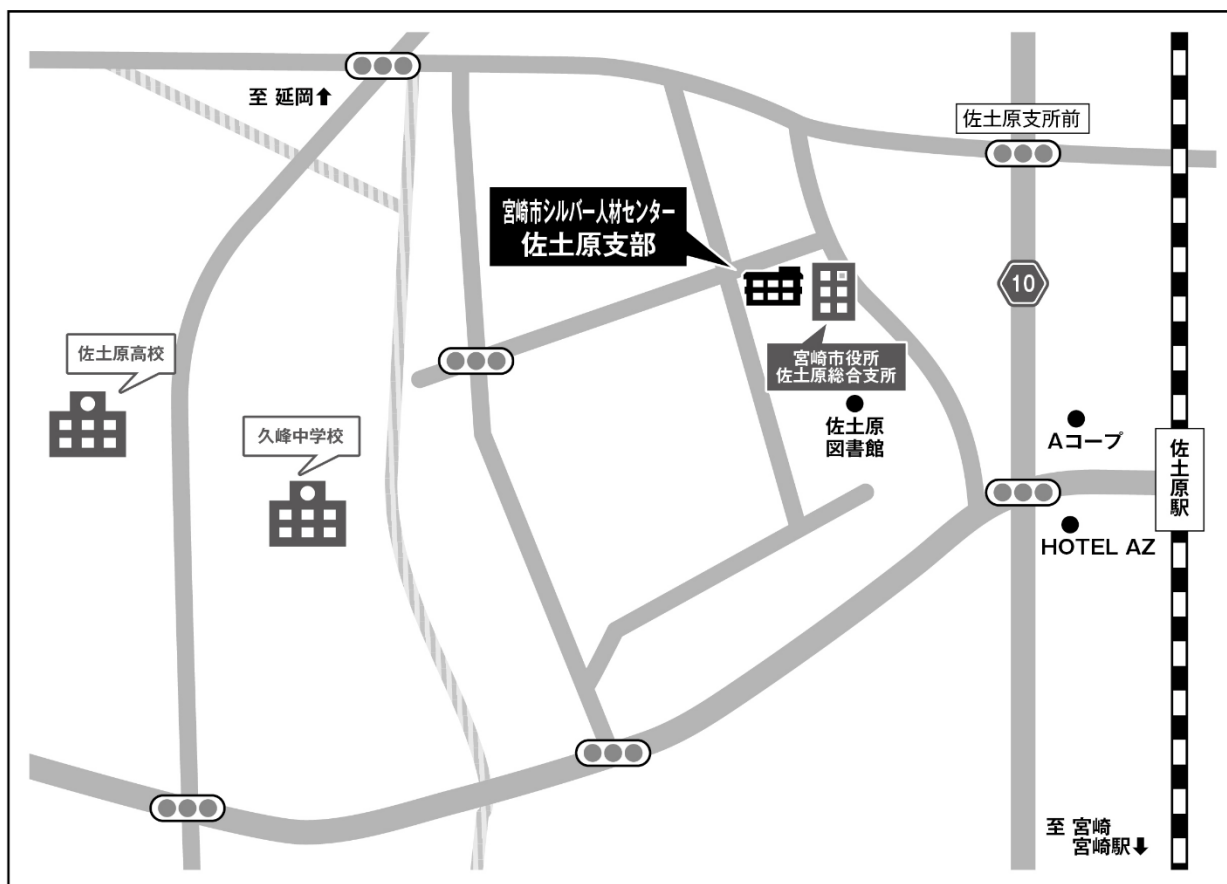 至 延岡⬆
佐土原支所前
宮崎市シルバー人材センター
佐土原支部
10
佐土原高校
宮崎市役所
佐土原総合支所
久峰中学校
佐土原
図書館
Aコープ
佐土原駅
HOTEL AZ
至 宮崎
宮崎駅⬇